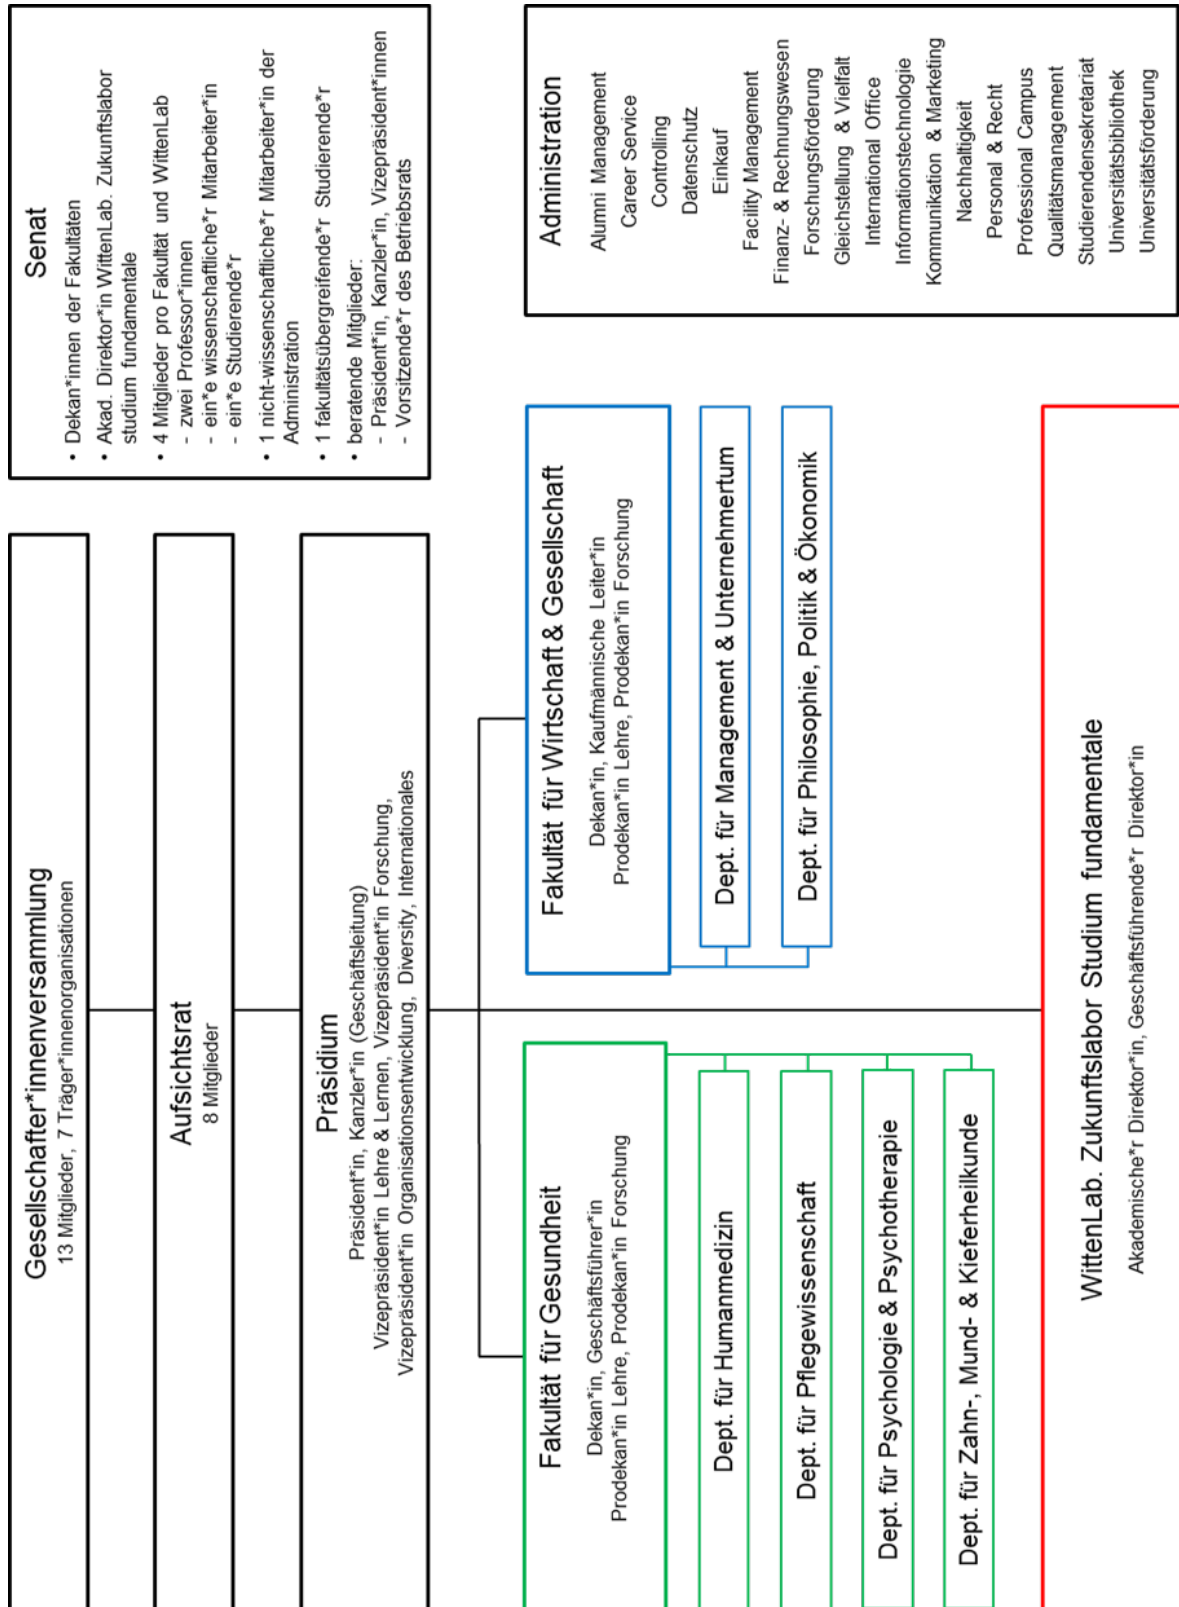 Gesellschafter*innenversammlung
13 Mitglieder, 7 Träger*innenorganisationen
Aufsichtsrat
8 Mitglieder
Präsidium
Präsident*in, Kanzler*in (Geschäftsleitung)
Vizepräsident*in Lehre & Lernen, Vizepräsident*in Forschung,
Vizepräsident*in Organisationsentwicklung, Diversity, Internationales
Senat
• Dekan*innen der Fakultäten
• Akad. Direktor*in WittenLab. Zukunftslabor
studium fundamentale
• 4 Mitglieder pro Fakultät und WittenLab
- zwei Professor*innen
- ein*e wissenschaftliche*r Mitarbeiter*in
- ein*e Studierende*r
• 1 nicht-wissenschaftliche*r Mitarbeiter*in der
Administration
• 1 fakultätsübergreifende*r Studierende*r
• beratende Mitglieder:
- Präsident*in, Kanzler*in, Vizepräsident*innen
- Vorsitzende*r des Betriebsrats
Fakultät für Gesundheit
Dekan*in, Geschäftsführer*in
Prodekan*in Lehre, Prodekan*in Forschung
Dept. für Humanmedizin
Dept. für Pflegewissenschaft
Dept. für Psychologie & Psychotherapie
Dept. für Zahn-, Mund- & Kieferheilkunde
Fakultät für Wirtschaft & Gesellschaft
Dekan*in, Kaufmännische Leiter*in
Prodekan*in Lehre, Prodekan*in Forschung
Dept. für Management & Unternehmertum
Dept. für Philosophie, Politik & Ökonomik
Administration
Alumni Management
Career Service
Controlling
Datenschutz
Einkauf
Facility Management
Finanz- & Rechnungswesen
Forschungsförderung
Gleichstellung & Vielfalt
International Office
Informationstechnologie
Kommunikation & Marketing
Nachhaltigkeit
Personal & Recht
Professional Campus
Qualitätsmanagement
Studierendensekretariat
Universitätsbibliothek
Universitätsförderung
WittenLab. Zukunftslabor Studium fundamentale
Akademische*r Direktor*in, Geschäftsführende*r Direktor*in